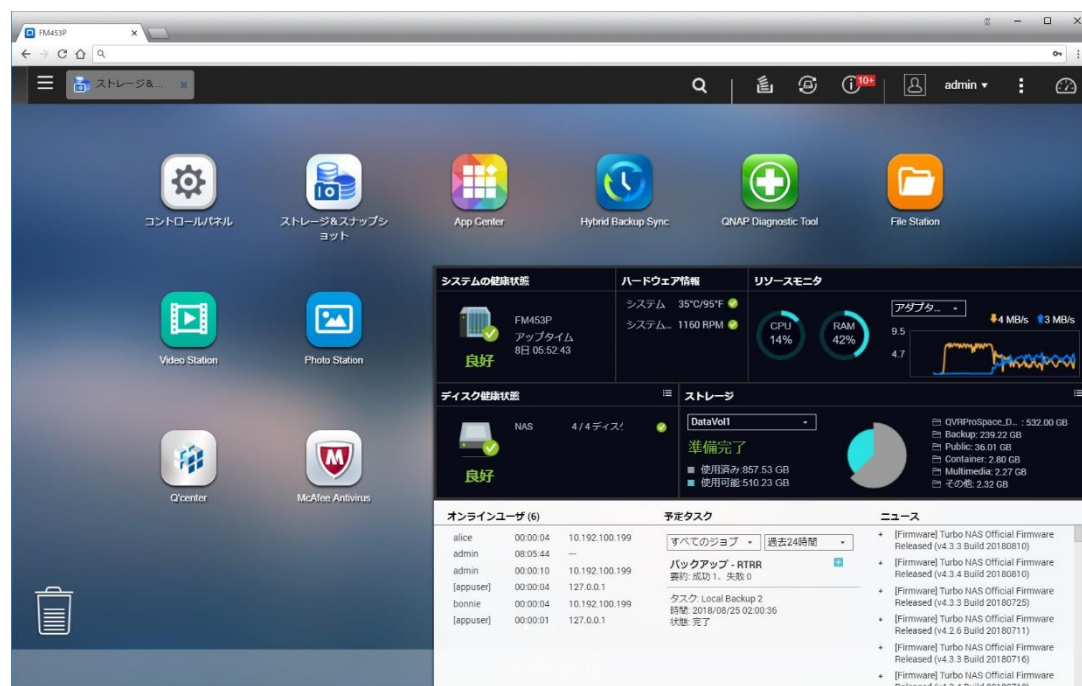 FM453P
ストレージ&...
10+
admin
コントロールパネル
ストレージ&スナップシ
ョット
App Center
Hybrid Backup Sync
QNAP Diagnostic Tool
File Station
Video Station
Photo Station
Q'center
McAfee Antivirus
システムの健康状態
FM453P
アップタイム
8日 05:52:43
良好
ハードウェア情報
システム 35°C/95°F
システム... 1160 RPM
リソースモニタ
CPU
14%
RAM
42%
アダプタ...
4 MB/s 3 MB/s
9.5
4.7
ディスク健康状態
NAS 4 / 4 ディス
良好
ストレージ
DataVol1
準備完了
使用済み:857.53 GB
使用可能:510.23 GB
QVRProSpace_D... : 532.00 GB
Backup: 239.22 GB
Public: 36.01 GB
Container: 2.80 GB
Multimedia: 2.27 GB
その他: 2.32 GB
オンラインユーザ (6)
alice 00:00:04 10.192.100.199
admin 08:05:44 —
admin 00:00:10 10.192.100.199
[appuser] 00:00:04 127.0.0.1
bonnie 00:00:04 10.192.100.199
[appuser] 00:00:01 127.0.0.1
予定タスク
すべてのジョブ 過去24時間
バックアップ - RTRR
要約: 成功 1、失敗 0
タスク: Local Backup 2
時間: 2018/08/25 02:00:36
状態: 完了
ニュース
[Firmware] Turbo NAS Official Firmware
Released (v4.3.3 Build 20180810)
[Firmware] Turbo NAS Official Firmware
Released (v4.3.4 Build 20180810)
[Firmware] Turbo NAS Official Firmware
Released (v4.3.3 Build 20180725)
[Firmware] Turbo NAS Official Firmware
Released (v4.2.6 Build 20180711)
[Firmware] Turbo NAS Official Firmware
Released (v4.3.3 Build 20180716)
[Firmware] Turbo NAS Official Firmware